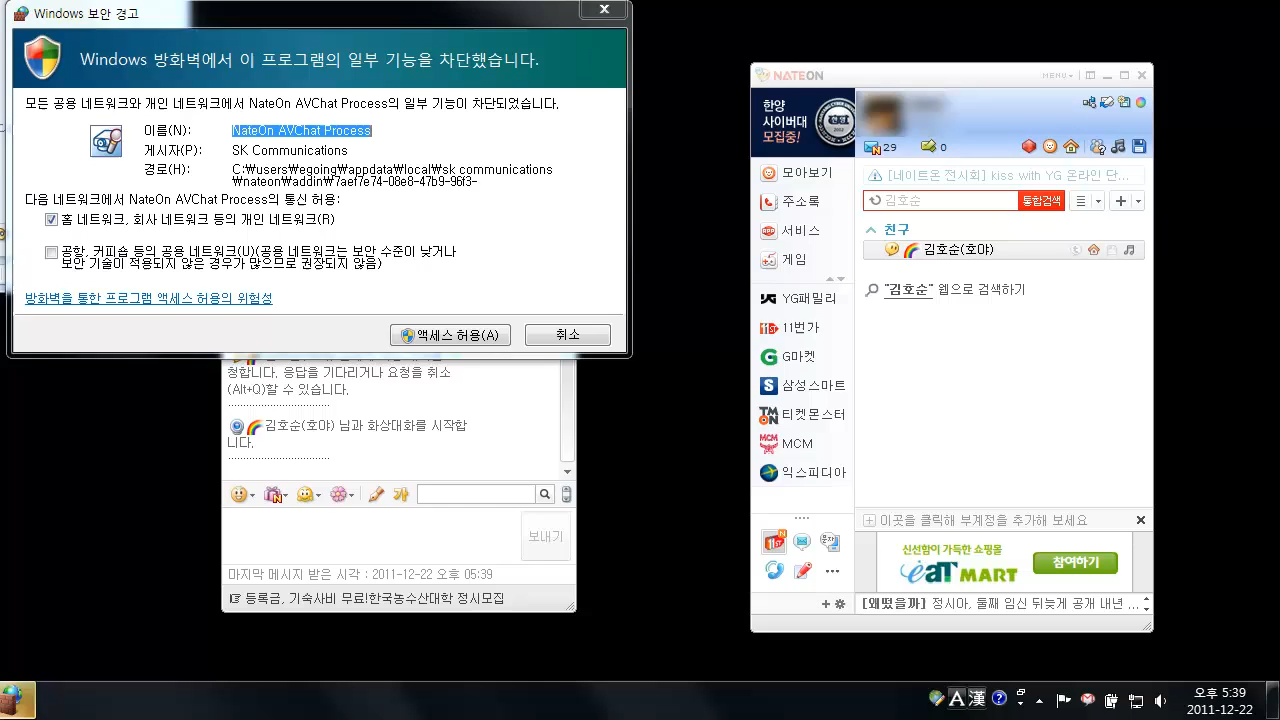 Windows 보안 경고
Windows 방화벽에서 이 프로그램의 일부 기능을 차단했습니다.
모든 공용 네트워크와 개인 네트워크에서 NateOn AVChat Process의 일부 기능이 차단되었습니다.
이름(N): NateOn AVChat Process
게시자(P): SK Communications
경로(H): C:\users\egoing\appdata\local\sk communications
\nateon\addin\7aef7e74-08e8-47b9-96f3-
다음 네트워크에서 NateOn AVChat Process의 통신 허용:
홈 네트워크, 회사 네트워크 등의 개인 네트워크(R)
공항, 커피숍 등의 공용 네트워크(U)(공용 네트워크는 보안 수준이 낮거나
보안 기술이 적용되지 않은 경우가 많으므로 권장되지 않음)
방화벽을 통한 프로그램 액세스 허용의 위험성
액세스 허용(A)
취소
청합니다. 응답을 기다리거나 요청을 취소
(Alt+Q)할 수 있습니다.
김호순(호야) 님과 화상대화를 시작합
니다.
가
보내기
마지막 메시지 받은 시각 : 2011-12-22 오후 05:39
등록금, 기숙사비 무료!한국농수산대학 정시모집
NATEON
MENU
한양
사이버대
모집중!
29
0
모아보기
주소록
서비스
게임
YG패밀리
11번가
G마켓
삼성스마트
티켓몬스터
MCM
익스피디아
[네이트온 전시회] kiss with YG 온라인 단...
김호순
통합검색
친구
김호순(호야)
"김호순" 웹으로 검색하기
이곳을 클릭해 부계정을 추가해 보세요
신선함이 가득한 쇼핑몰
eaT MART
참여하기
[왜떴을까] 정시아, 둘째 임신 뒤늦게 공개 내년 ...
A 漢
오후 5:39
2011-12-22